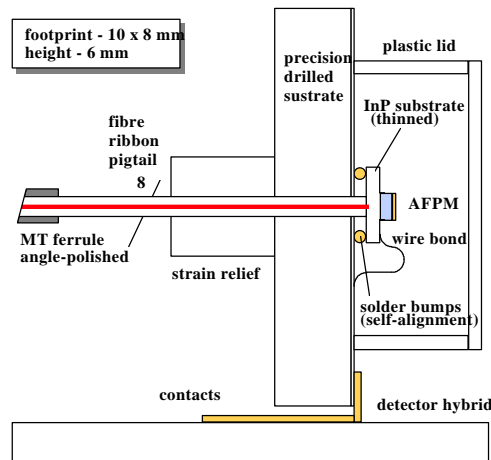 footprint - 10 x 8 mm
height - 6 mm
precision
drilled
sustrate
plastic lid
InP substrate
(thinned)
fibre
ribbon
pigtail
8
AFPM
MT ferrule
angle-polished
wire bond
strain relief
solder bumps
(self-alignment)
contacts
detector hybrid